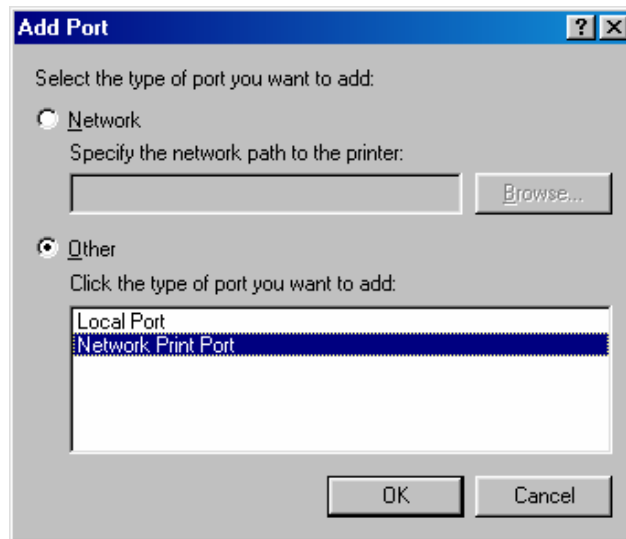 Add Port
Select the type of port you want to add:
Network
Specify the network path to the printer:
Browse...
Other
Click the type of port you want to add:
Local Port
Network Print Port
OK
Cancel